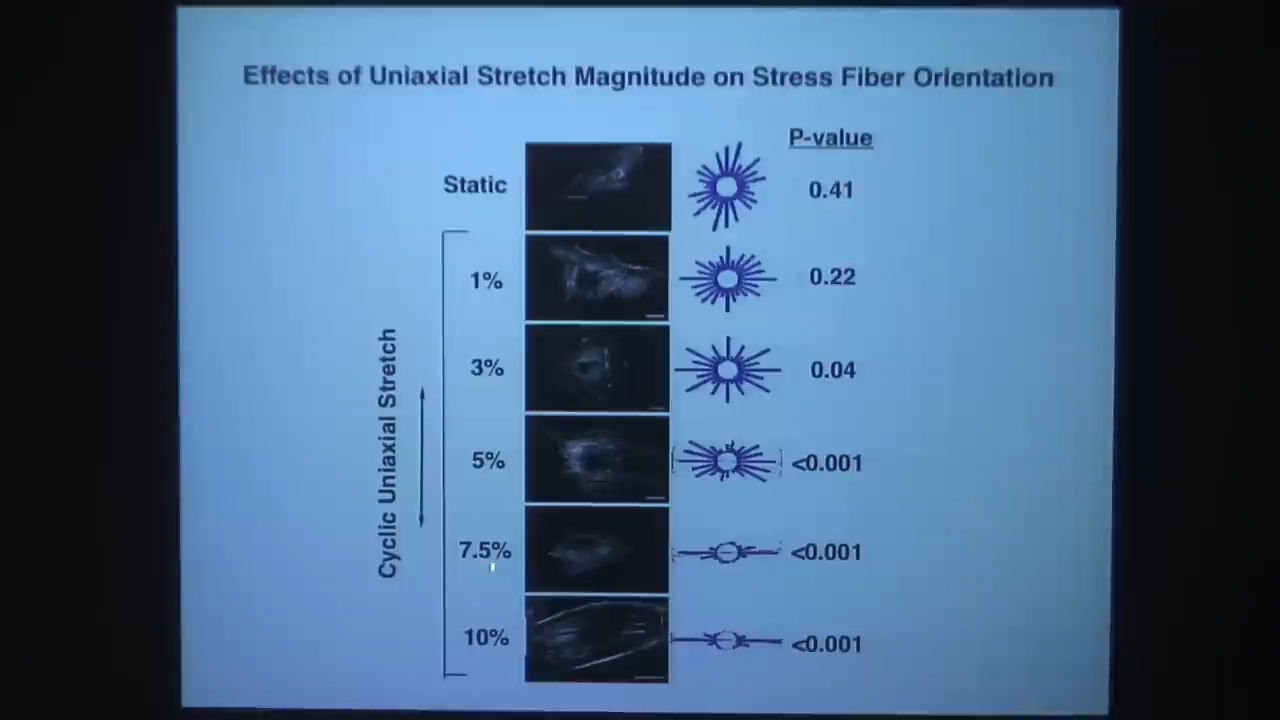 Effects of Uniaxial Stretch Magnitude on Stress Fiber Orientation
P-value
Static 0.41
1% 0.22
3% 0.04
5% <0.001
7.5% <0.001
10% <0.001
Cyclic Uniaxial Stretch